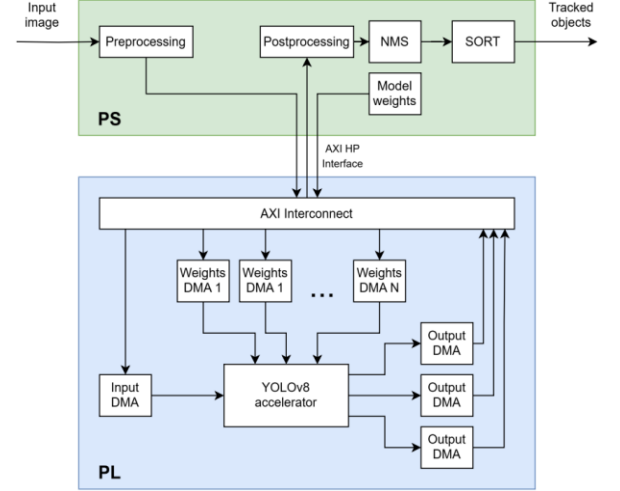 Input
image
Tracked
objects
Preprocessing
Postprocessing
NMS
SORT
Model
weights
PS
AXI HP
Interface
AXI Interconnect
Weights
DMA 1
Weights
DMA 1
...
Weights
DMA N
Output
DMA
Input
DMA
YOLOv8
accelerator
Output
DMA
Output
DMA
PL